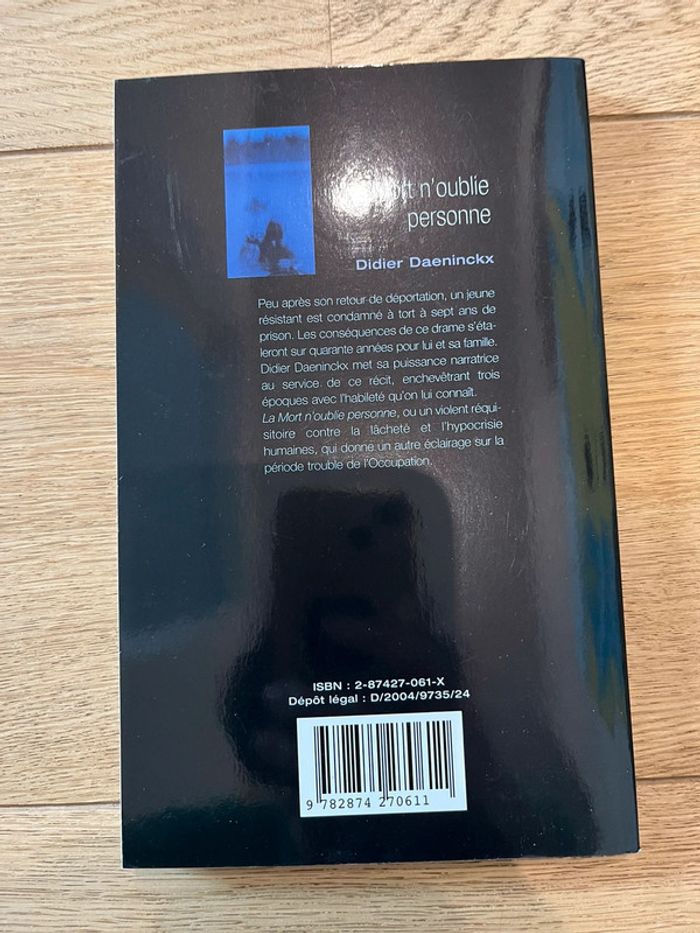 n'oublie
personne
Didier Daeninckx
Peu après son retour de déportation, un jeune
résistant est condamné à tort à sept ans de
prison. Les conséquences de ce drame s'éta-
leront sur quarante années pour lui et sa famille.
Didier Daeninckx met sa puissance narratrice
au service de ce récit, enchevêtrant trois
époques avec l'habileté qu'on lui connaît.
La Mort n'oublie personne, ou un violent réqui-
sitoire contre la lâcheté et l'hypocrisie
humaines, qui donne un autre éclairage sur la
période trouble de l'Occupation.
ISBN : 2-87427-061-X
Dépôt légal : D/2004/9735/24
9 782874 270611